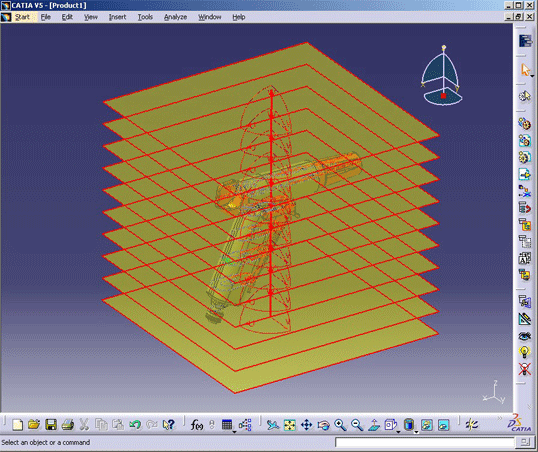 CATIA V5 - [Product1]
Start File Edit View Insert Tools Analyze Window Help
z
x
f(x)
CATIA
Select an object or a command